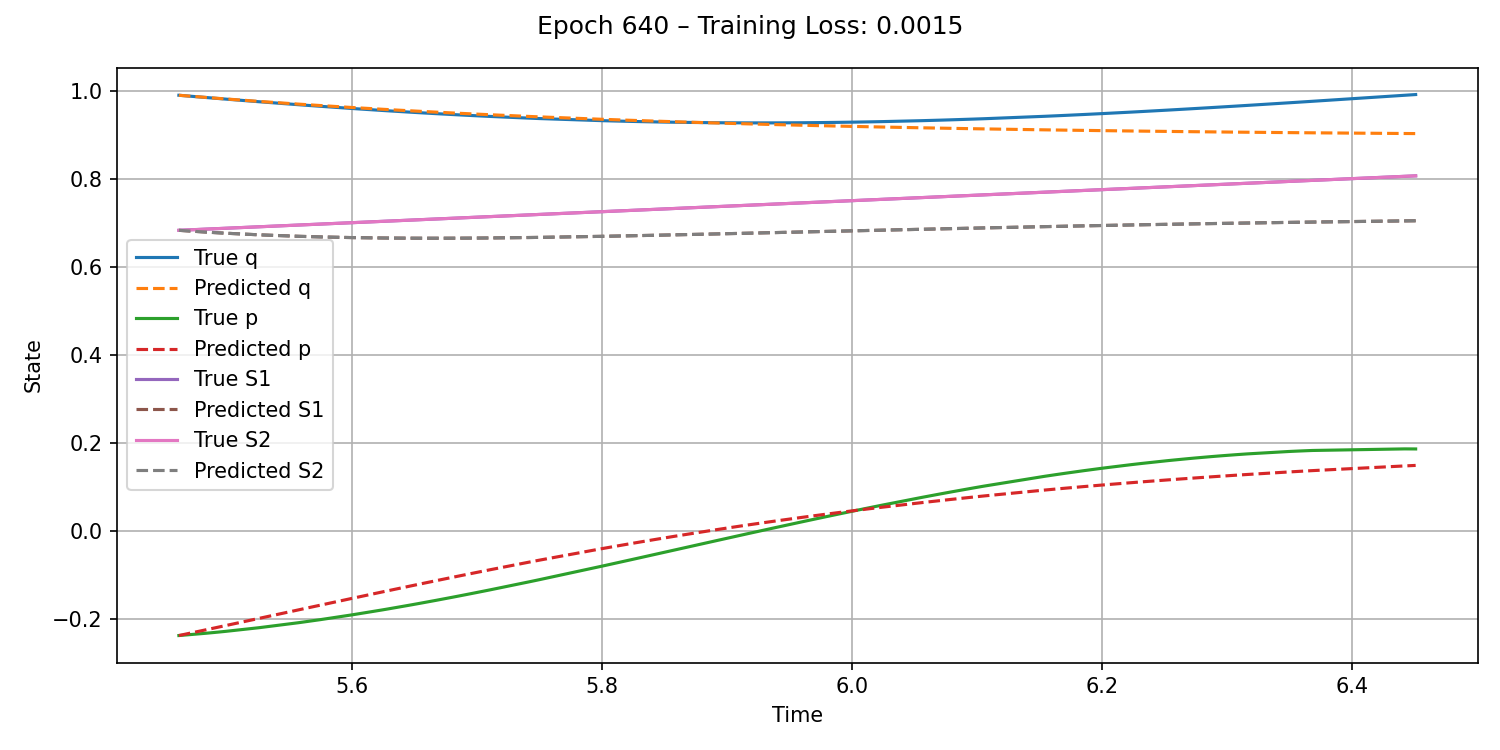 Epoch 640 – Training Loss: 0.0015
1.0
0.8
0.6
0.4
0.2
0.0
−0.2
State
True q
Predicted q
True p
Predicted p
True S1
Predicted S1
True S2
Predicted S2
5.6 5.8 6.0 6.2 6.4
Time